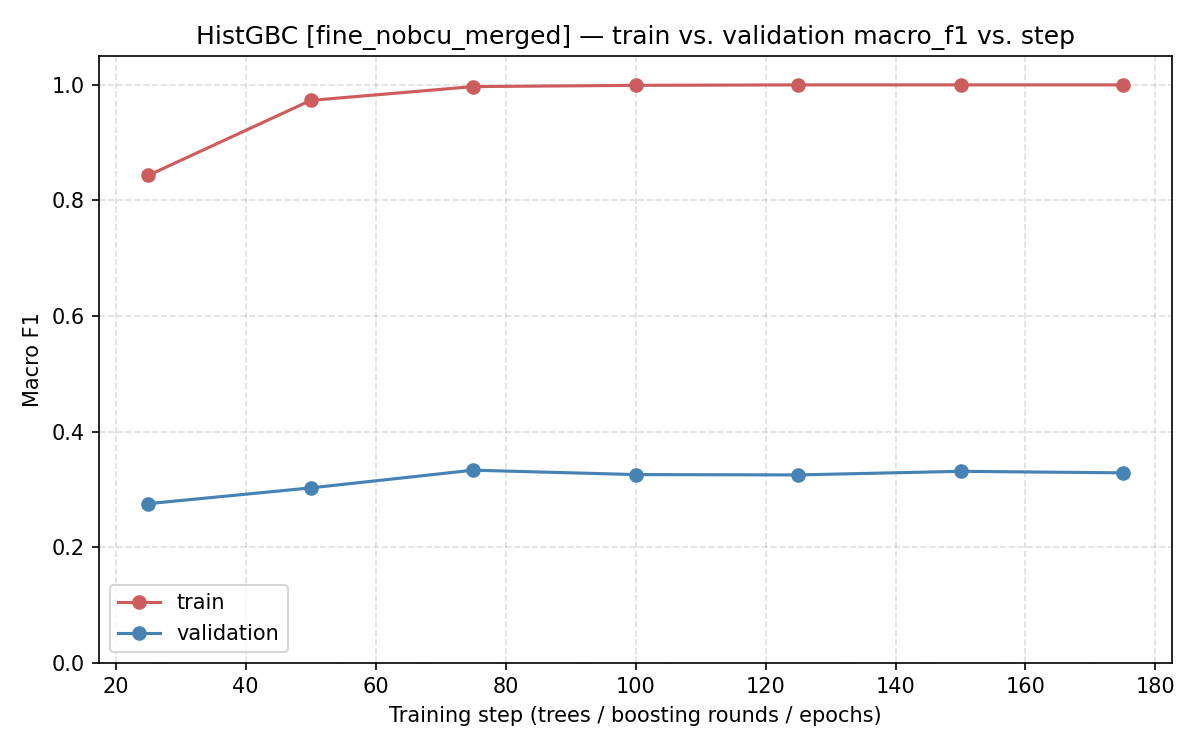 HistGBC [fine_nobcu_merged] — train vs. validation macro_f1 vs. step
Macro F1
1.0
0.8
0.6
0.4
0.2
0.0
train
validation
20 40 60 80 100 120 140 160 180
Training step (trees / boosting rounds / epochs)